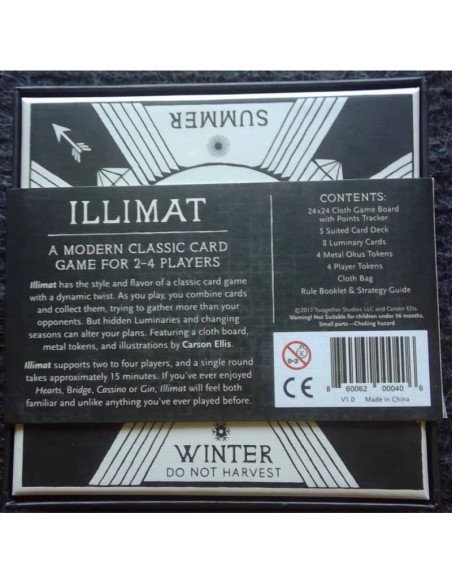 SUMMER
ILLIMAT
A MODERN CLASSIC CARD
GAME FOR 2-4 PLAYERS
Illimat has the style and flavor of a classic card game
with a dynamic twist. As you play, you combine cards
and collect them, trying to gather more than your
opponents. But hidden Luminaries and changing
seasons can alter your plans. Featuring a cloth board,
metal tokens, and illustrations by Carson Ellis.
Illimat supports two to four players, and a single round
takes approximately 15 minutes. If you've ever enjoyed
Hearts, Bridge, Cassino or Gin, Illimat will feel both
familiar and unlike anything you've ever played before.
CONTENTS:
24x24 Cloth Game Board
with Points Tracker
5 Suited Card Deck
8 Luminary Cards
4 Metal Okus Tokens
4 Player Tokens
Cloth Bag
Rule Booklet & Strategy Guide
©2017 Twogether Studios LLC and Carson Ellis.
Warning! Not Suitable for children under 36 months.
Small parts—Choking hazard
0-3
CE
8 60062 00040 6
V1.0 Made in China
WINTER
DO NOT HARVEST